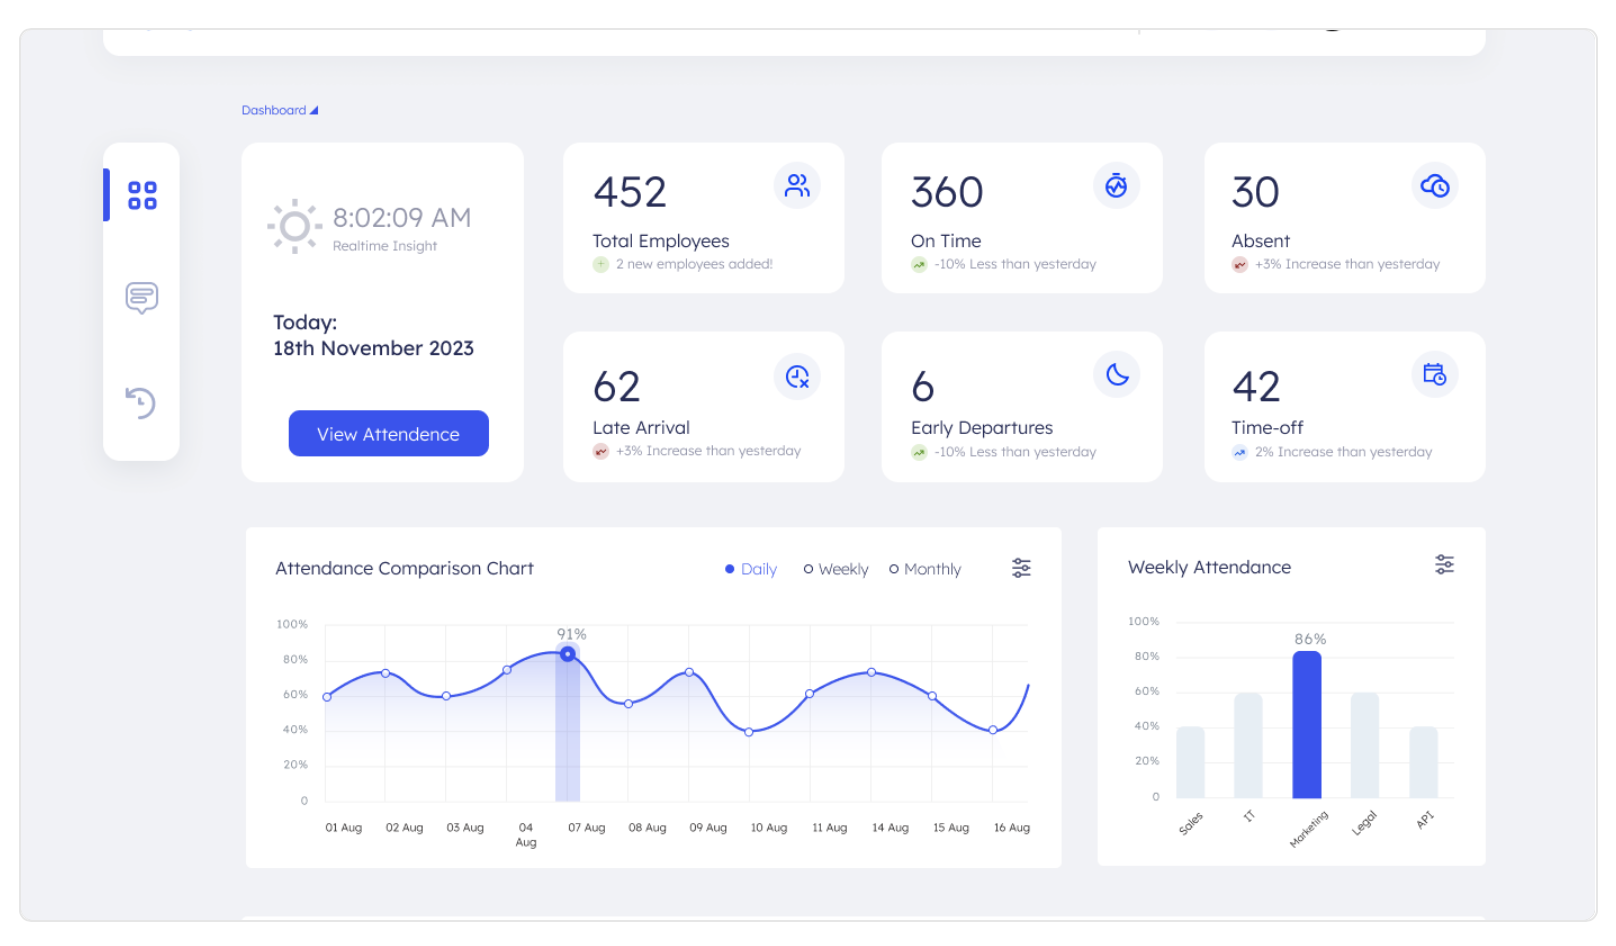 Dashboard
8:02:09 AM
Realtime Insight
Today:
18th November 2023
View Attendence
452
Total Employees
2 new employees added!
360
On Time
-10% Less than yesterday
30
Absent
+3% Increase than yesterday
62
Late Arrival
+3% Increase than yesterday
6
Early Departures
-10% Less than yesterday
42
Time-off
2% Increase than yesterday
Attendance Comparison Chart
Daily Weekly Monthly
100%
80%
60%
40%
20%
0
91%
01 Aug 02 Aug 03 Aug 04 Aug 07 Aug 08 Aug 09 Aug 10 Aug 11 Aug 14 Aug 15 Aug 16 Aug
Weekly Attendance
100%
80%
60%
40%
20%
0
86%
Sales IT Marketing Legal API